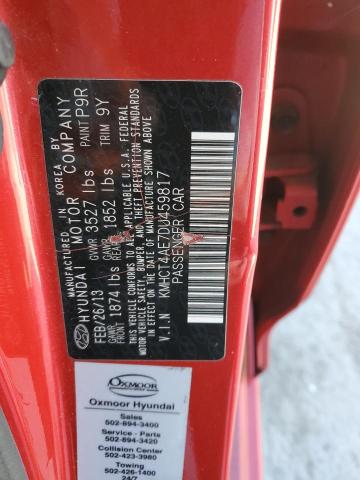 MFD. IN KOREA BY
HYUNDAI MOTOR COMPANY
FEB/26/13 GVWR 3527 lbs PAINT P9R
GAWR FRONT 1874 lbs GAWR REAR 1852 lbs TRIM 9Y
THIS VEHICLE CONFORMS TO ALL APPLICABLE U.S.A. FEDERAL
MOTOR VEHICLE SAFETY, BUMPER, AND THEFT PREVENTION STANDARDS
IN EFFECT ON THE DATE OF MANUFACTURE SHOWN ABOVE.
V.I.N KMHCT4AE7DU459817
PASSENGER CAR
OXMOOR
Oxmoor Hyundai
Sales
502-894-3400
Service - Parts
502-894-3420
Collision Center
502-423-3980
Towing
502-426-1400
24/7